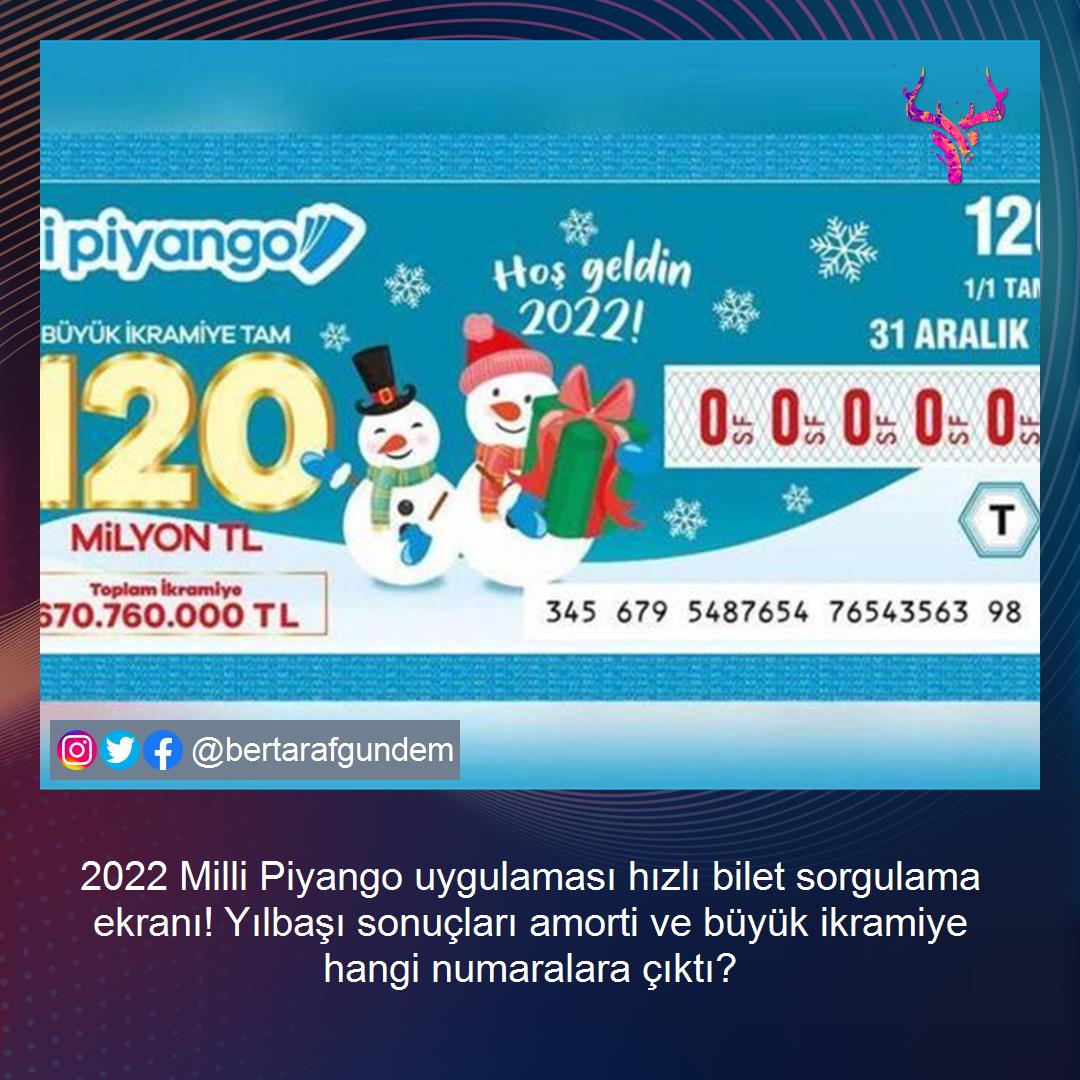 i piyango
Hoş geldin
2022!
120
1/1 TAM
BÜYÜK İKRAMİYE TAM
31 ARALIK
120
0 SF 0 SF 0 SF 0 SF 0 SF
T
MİLYON TL
Toplam İkramiye
670.760.000 TL
345 679 5487654 76543563 98
@bertarafgundem
2022 Milli Piyango uygulaması hızlı bilet sorgulama
ekranı! Yılbaşı sonuçları amorti ve büyük ikramiye
hangi numaralara çıktı?